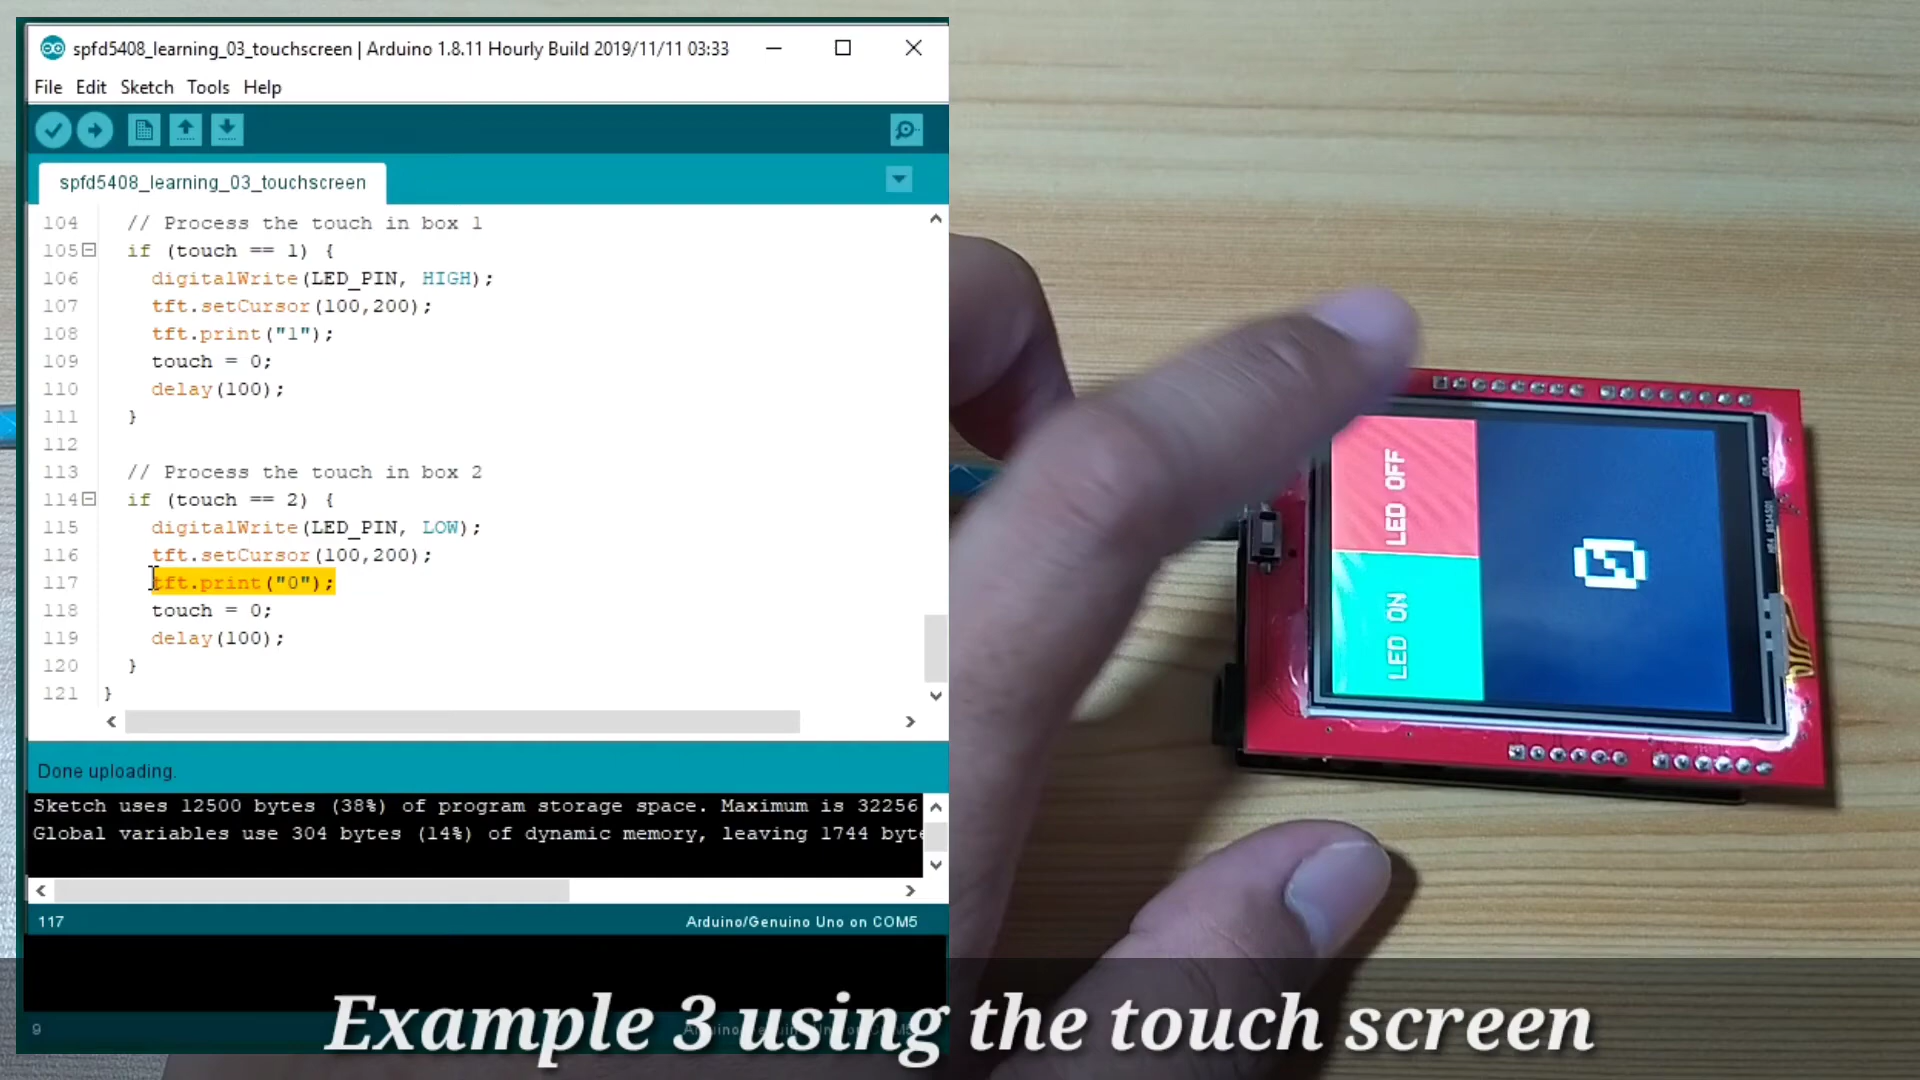 spfd5408_learning_03_touchscreen | Arduino 1.8.11 Hourly Build 2019/11/11 03:33
File Edit Sketch Tools Help
spfd5408_learning_03_touchscreen
104 // Process the touch in box 1
105 if (touch == 1) {
106 digitalWrite(LED_PIN, HIGH);
107 tft.setCursor(100,200);
108 tft.print("1");
109 touch = 0;
110 delay(100);
111 }
112
113 // Process the touch in box 2
114 if (touch == 2) {
115 digitalWrite(LED_PIN, LOW);
116 tft.setCursor(100,200);
117 tft.print("0");
118 touch = 0;
119 delay(100);
120 }
121 }
Done uploading.
Sketch uses 12500 bytes (38%) of program storage space. Maximum is 32256
Global variables use 304 bytes (14%) of dynamic memory, leaving 1744 byte
117 Arduino/Genuino Uno on COM5
9
LED OFF
LED ON
0
Example 3 using the touch screen